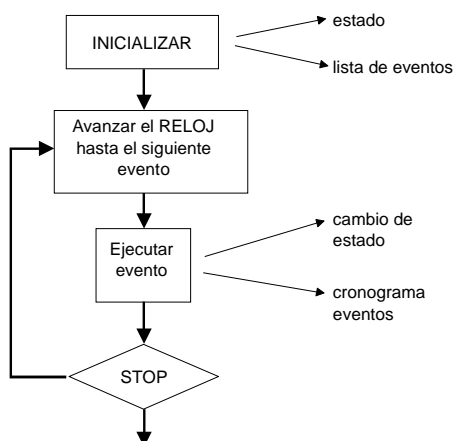 INICIALIZAR
estado
lista de eventos
Avanzar el RELOJ
hasta el siguiente
evento
Ejecutar
evento
cambio de
estado
cronograma
eventos
STOP